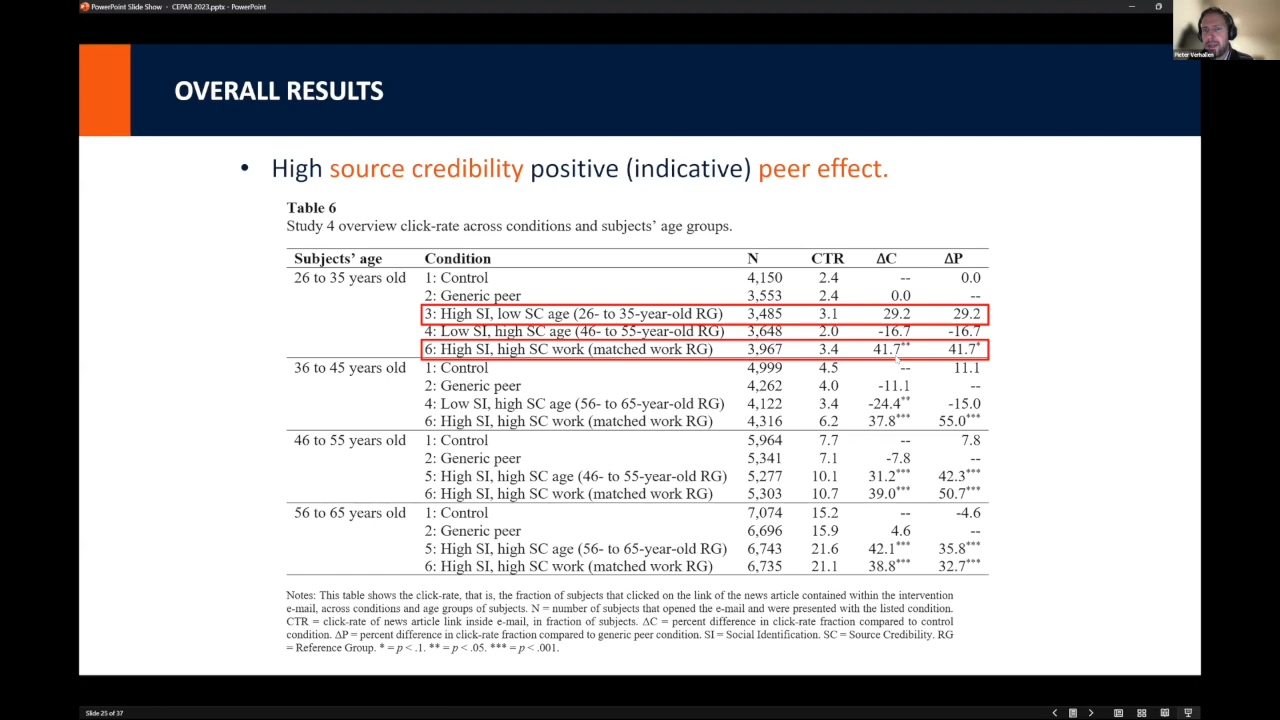 PowerPoint Slide Show - CEPAR 2023.pptx - PowerPoint
Pieter Verhallen
OVERALL RESULTS
• High source credibility positive (indicative) peer effect.
Table 6
Study 4 overview click-rate across conditions and subjects' age groups.
Subjects' age Condition N CTR ΔC ΔP
26 to 35 years old 1: Control 4,150 2.4 -- 0.0
2: Generic peer 3,553 2.4 0.0 --
3: High SI, low SC age (26- to 35-year-old RG) 3,485 3.1 29.2 29.2
4: Low SI, high SC age (46- to 55-year-old RG) 3,648 2.0 -16.7 -16.7
6: High SI, high SC work (matched work RG) 3,967 3.4 41.7** 41.7*
36 to 45 years old 1: Control 4,999 4.5 -- 11.1
2: Generic peer 4,262 4.0 -11.1 --
4: Low SI, high SC age (56- to 65-year-old RG) 4,122 3.4 -24.4** -15.0
6: High SI, high SC work (matched work RG) 4,316 6.2 37.8*** 55.0***
46 to 55 years old 1: Control 5,964 7.7 -- 7.8
2: Generic peer 5,341 7.1 -7.8 --
5: High SI, high SC age (46- to 55-year-old RG) 5,277 10.1 31.2*** 42.3***
6: High SI, high SC work (matched work RG) 5,303 10.7 39.0*** 50.7***
56 to 65 years old 1: Control 7,074 15.2 -- -4.6
2: Generic peer 6,696 15.9 4.6 --
5: High SI, high SC age (56- to 65-year-old RG) 6,743 21.6 42.1*** 35.8***
6: High SI, high SC work (matched work RG) 6,735 21.1 38.8*** 32.7***
Notes: This table shows the click-rate, that is, the fraction of subjects that clicked on the link of the news article contained within the intervention
e-mail, across conditions and age groups of subjects. N = number of subjects that opened the e-mail and were presented with the listed condition.
CTR = click-rate of news article link inside e-mail, in fraction of subjects. ΔC = percent difference in click-rate fraction compared to control
condition. ΔP = percent difference in click-rate fraction compared to generic peer condition. SI = Social Identification. SC = Source Credibility. RG
= Reference Group. * = p < .1. ** = p < .05. *** = p < .001.
Slide 25 of 37